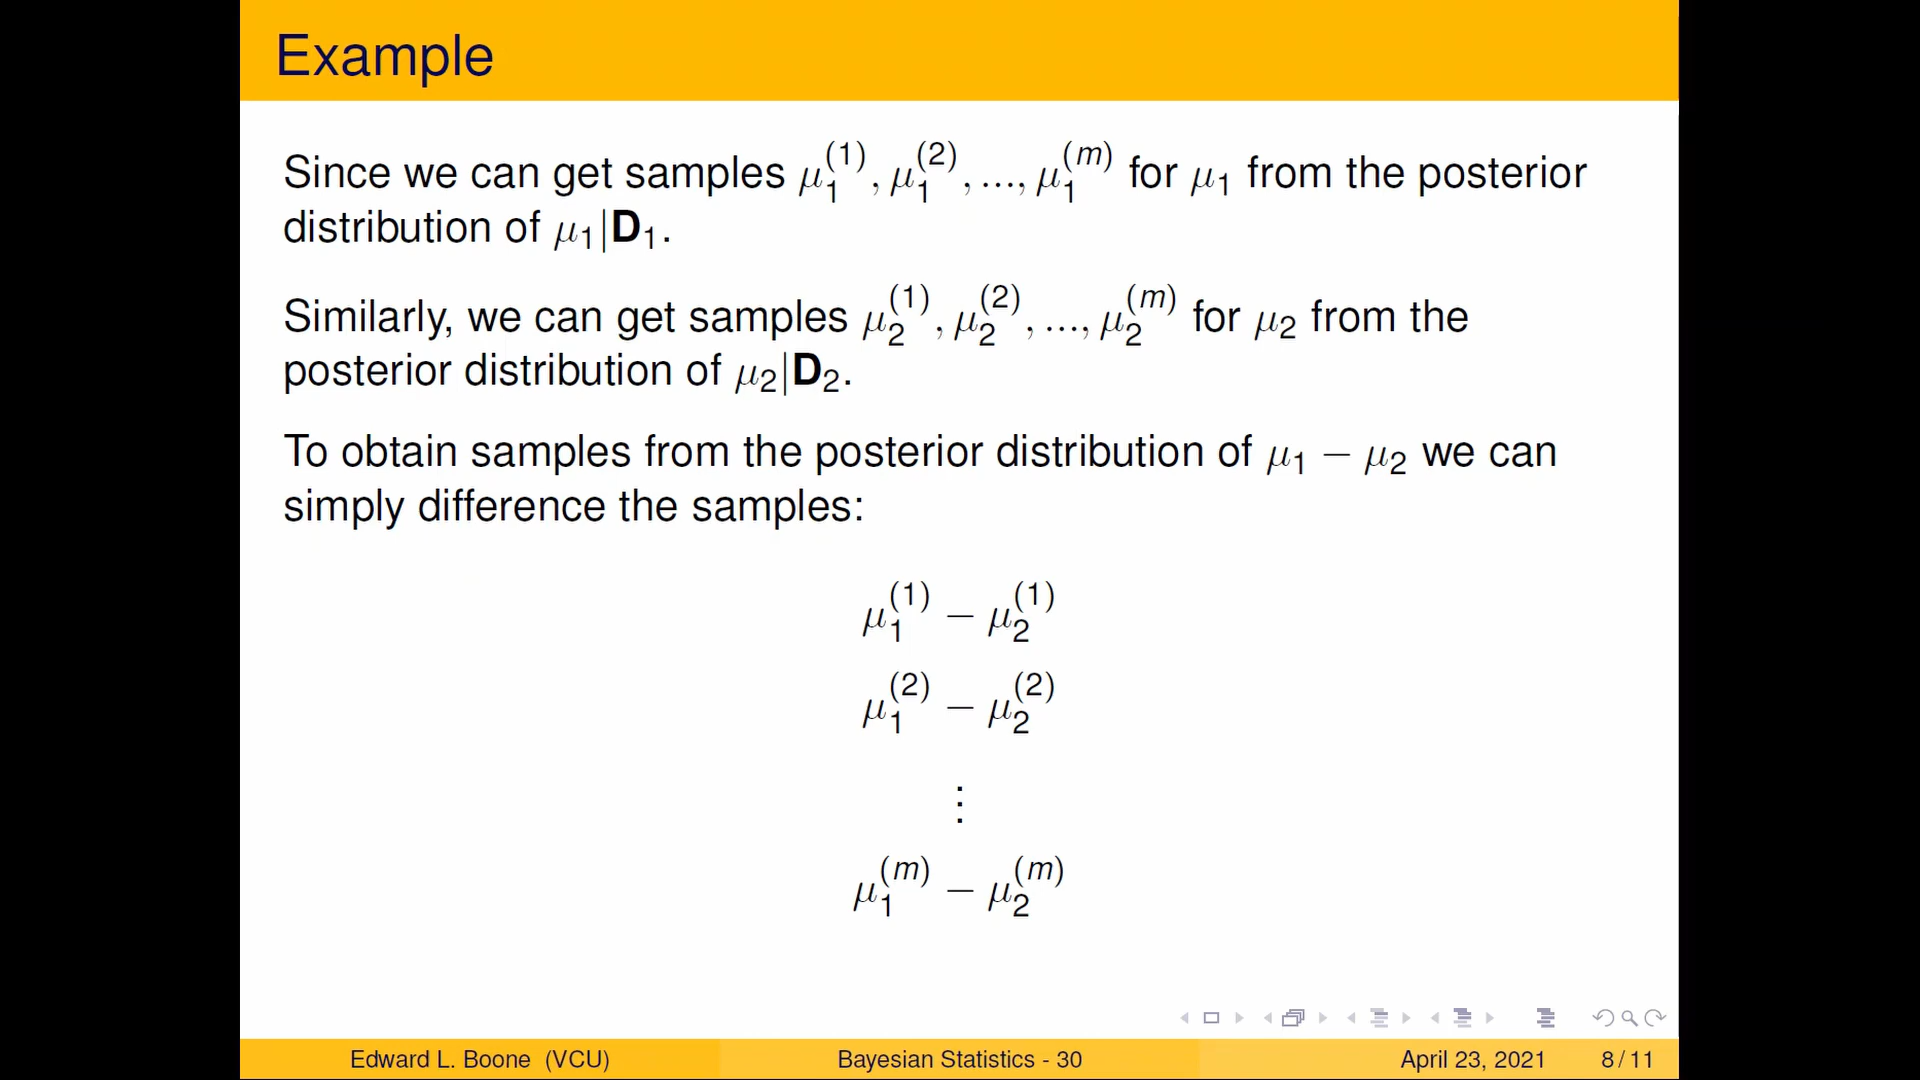 Example
Since we can get samples μ₁⁽¹⁾, μ₁⁽²⁾, ..., μ₁⁽ᵐ⁾ for μ₁ from the posterior
distribution of μ₁|D₁.
Similarly, we can get samples μ₂⁽¹⁾, μ₂⁽²⁾, ..., μ₂⁽ᵐ⁾ for μ₂ from the
posterior distribution of μ₂|D₂.
To obtain samples from the posterior distribution of μ₁ − μ₂ we can
simply difference the samples:
μ₁⁽¹⁾ − μ₂⁽¹⁾
μ₁⁽²⁾ − μ₂⁽²⁾
⋮
μ₁⁽ᵐ⁾ − μ₂⁽ᵐ⁾
Edward L. Boone (VCU) Bayesian Statistics - 30 April 23, 2021 8 / 11